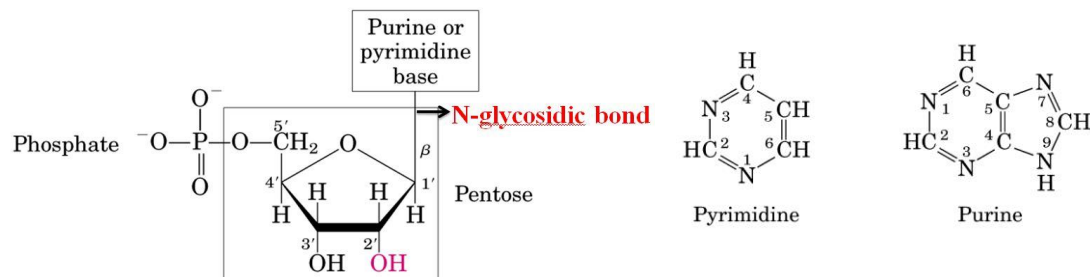 Purine or
pyrimidine
base
N-glycosidic bond
Phosphate
O⁻
⁻O—P—O—CH₂
O
5′
O
β
4′
1′
H
H
H
H
3′
2′
OH
OH
Pentose
H
C
4
N
3
5
CH
HC
2
6
CH
1
N
Pyrimidine
H
C
6
N
1
5
N
7
8
CH
HC
2
4
3
N
9
N
H
Purine